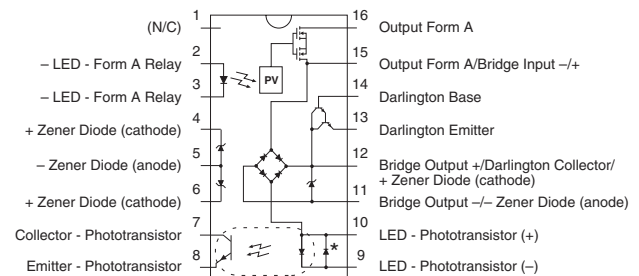 1
(N/C)
2
– LED - Form A Relay
3
– LED - Form A Relay
4
+ Zener Diode (cathode)
5
– Zener Diode (anode)
6
+ Zener Diode (cathode)
7
Collector - Phototransistor
8
Emitter - Phototransistor
PV
*
16
Output Form A
15
Output Form A/Bridge Input –/+
14
Darlington Base
13
Darlington Emitter
12
Bridge Output +/Darlington Collector/
+ Zener Diode (cathode)
11
Bridge Output –/– Zener Diode (anode)
10
LED - Phototransistor (+)
9
LED - Phototransistor (–)